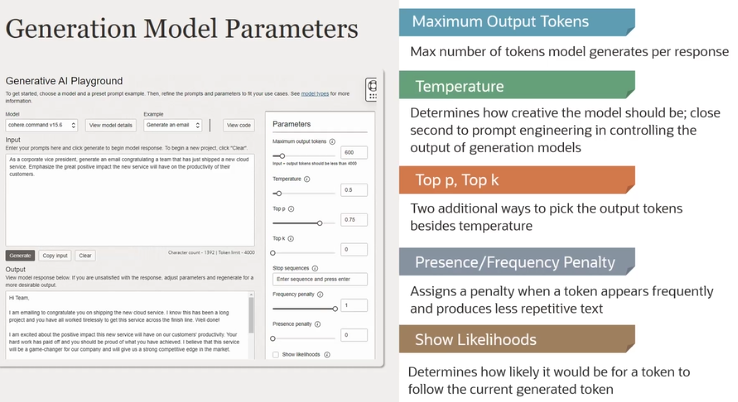 Generation Model Parameters
Generative AI Playground
To get started, choose a model and a preset prompt example. Then, refine the prompts and parameters to fit your use cases. See model types for more
information.
Model
Example
cohere.command v15.6
View model details
Generate an email
View code
Input
Enter your prompts here and click generate to begin model response. To begin a new project, click "Clear".
As a corporate vice president, generate an email congratulating a team that has just shipped a new cloud
service. Emphasize the great positive impact the new service will have on the productivity of their
customers.
Generate
Copy input
Clear
Character count - 1392 | Token limit - 4000
Output
View model response below. If you are unsatisfied with the response, adjust parameters and regenerate for a
more desirable output.
Hi Team,
I am emailing to congratulate you on shipping the new cloud service. I know this has been a long
project and you have all worked tirelessly to get this service across the finish line. Well done!
I am excited about the positive impact this new service will have on our customers' productivity. Your
hard work has paid off and you should be proud of what you have achieved. I believe that this service
will be a game-changer for our company and will give us a strong competitive edge in the market.
Parameters
Maximum output tokens
600
Input + output tokens should be less than 4000
Temperature
0.3
Top p
0.75
Top k
0
Stop sequences
Enter sequence and press enter
Frequency penalty
1
Presence penalty
0
Show likelihoods
Maximum Output Tokens
Max number of tokens model generates per response
Temperature
Determines how creative the model should be; close
second to prompt engineering in controlling the
output of generation models
Top p, Top k
Two additional ways to pick the output tokens
besides temperature
Presence/Frequency Penalty
Assigns a penalty when a token appears frequently
and produces less repetitive text
Show Likelihoods
Determines how likely it would be for a token to
follow the current generated token